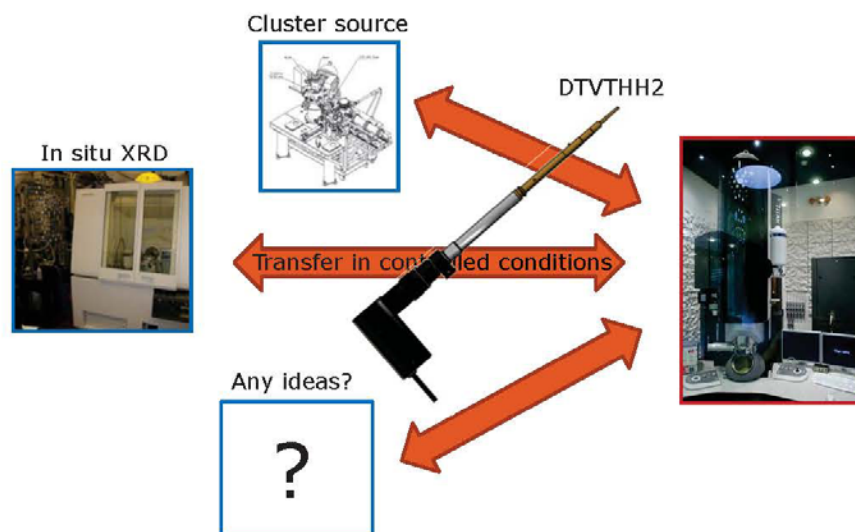 Cluster source
DTVTHH2
In situ XRD
Transfer in controlled conditions
Any ideas?
?